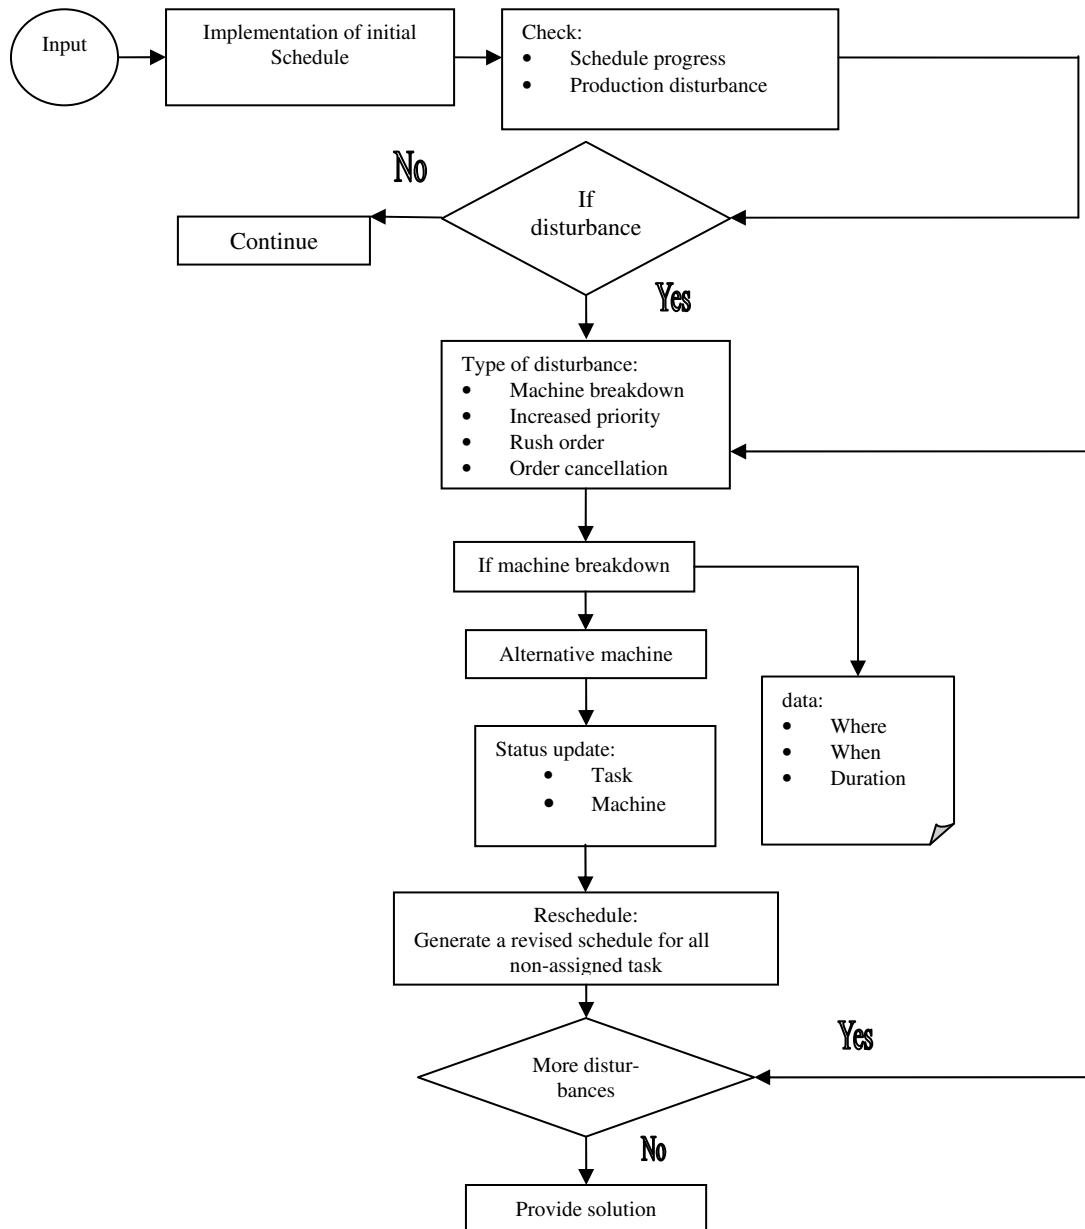 Input
Implementation of initial
Schedule
Check:
• Schedule progress
• Production disturbance
No
If
disturbance
Continue
Yes
Type of disturbance:
• Machine breakdown
• Increased priority
• Rush order
• Order cancellation
If machine breakdown
Alternative machine
data:
• Where
• When
• Duration
Status update:
• Task
• Machine
Reschedule:
Generate a revised schedule for all
non-assigned task
More distur-
bances
Yes
No
Provide solution